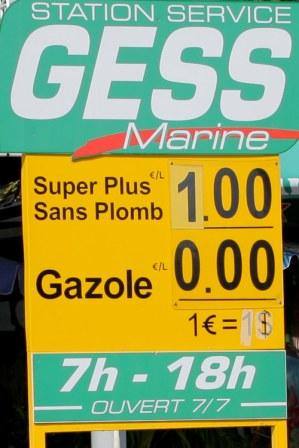 STATION SERVICE
GESS
Marine
Super Plus €/L 1.00
Sans Plomb
Gazole €/L 0.00
1€=1$
7h - 18h
OUVERT 7/7